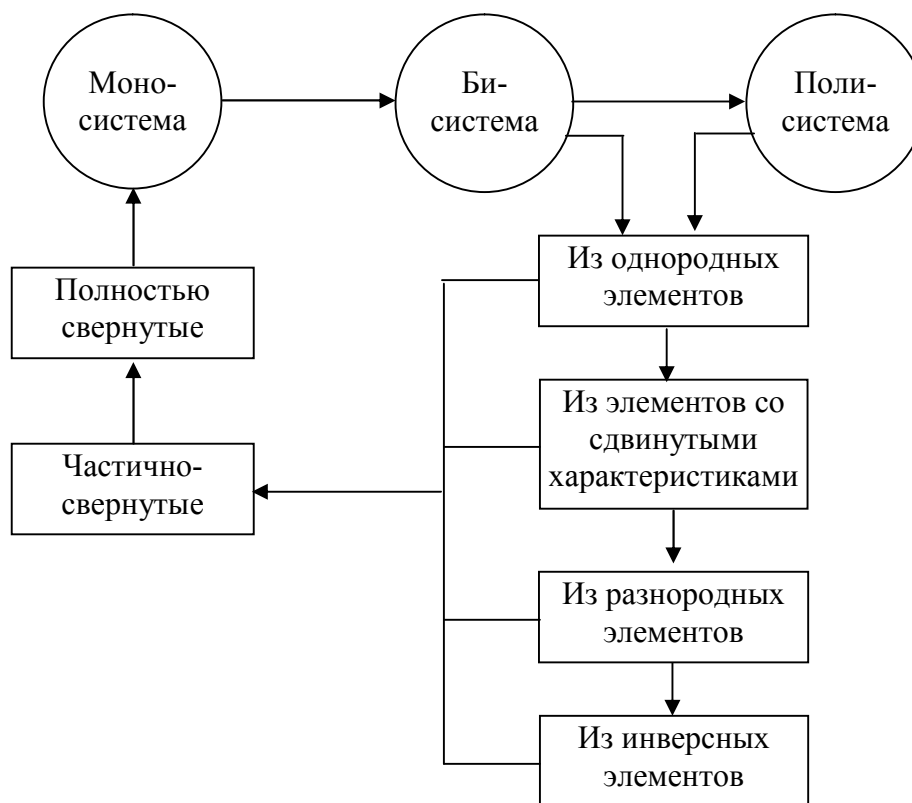 Моно-
система
Би-
система
Поли-
система
Из однородных
элементов
Полностью
свернутые
Из элементов со
сдвинутыми
характеристиками
Частично-
свернутые
Из разнородных
элементов
Из инверсных
элементов